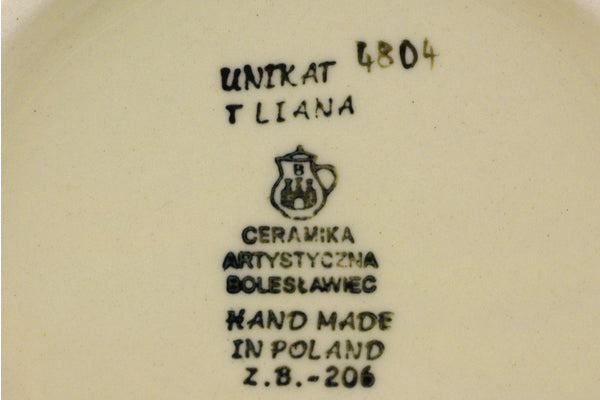 UNIKAT 4804
T LIANA
B
CERAMIKA
ARTYSTYCZNA
BOLESŁAWIEC
HAND MADE
IN POLAND
Z.B.-206